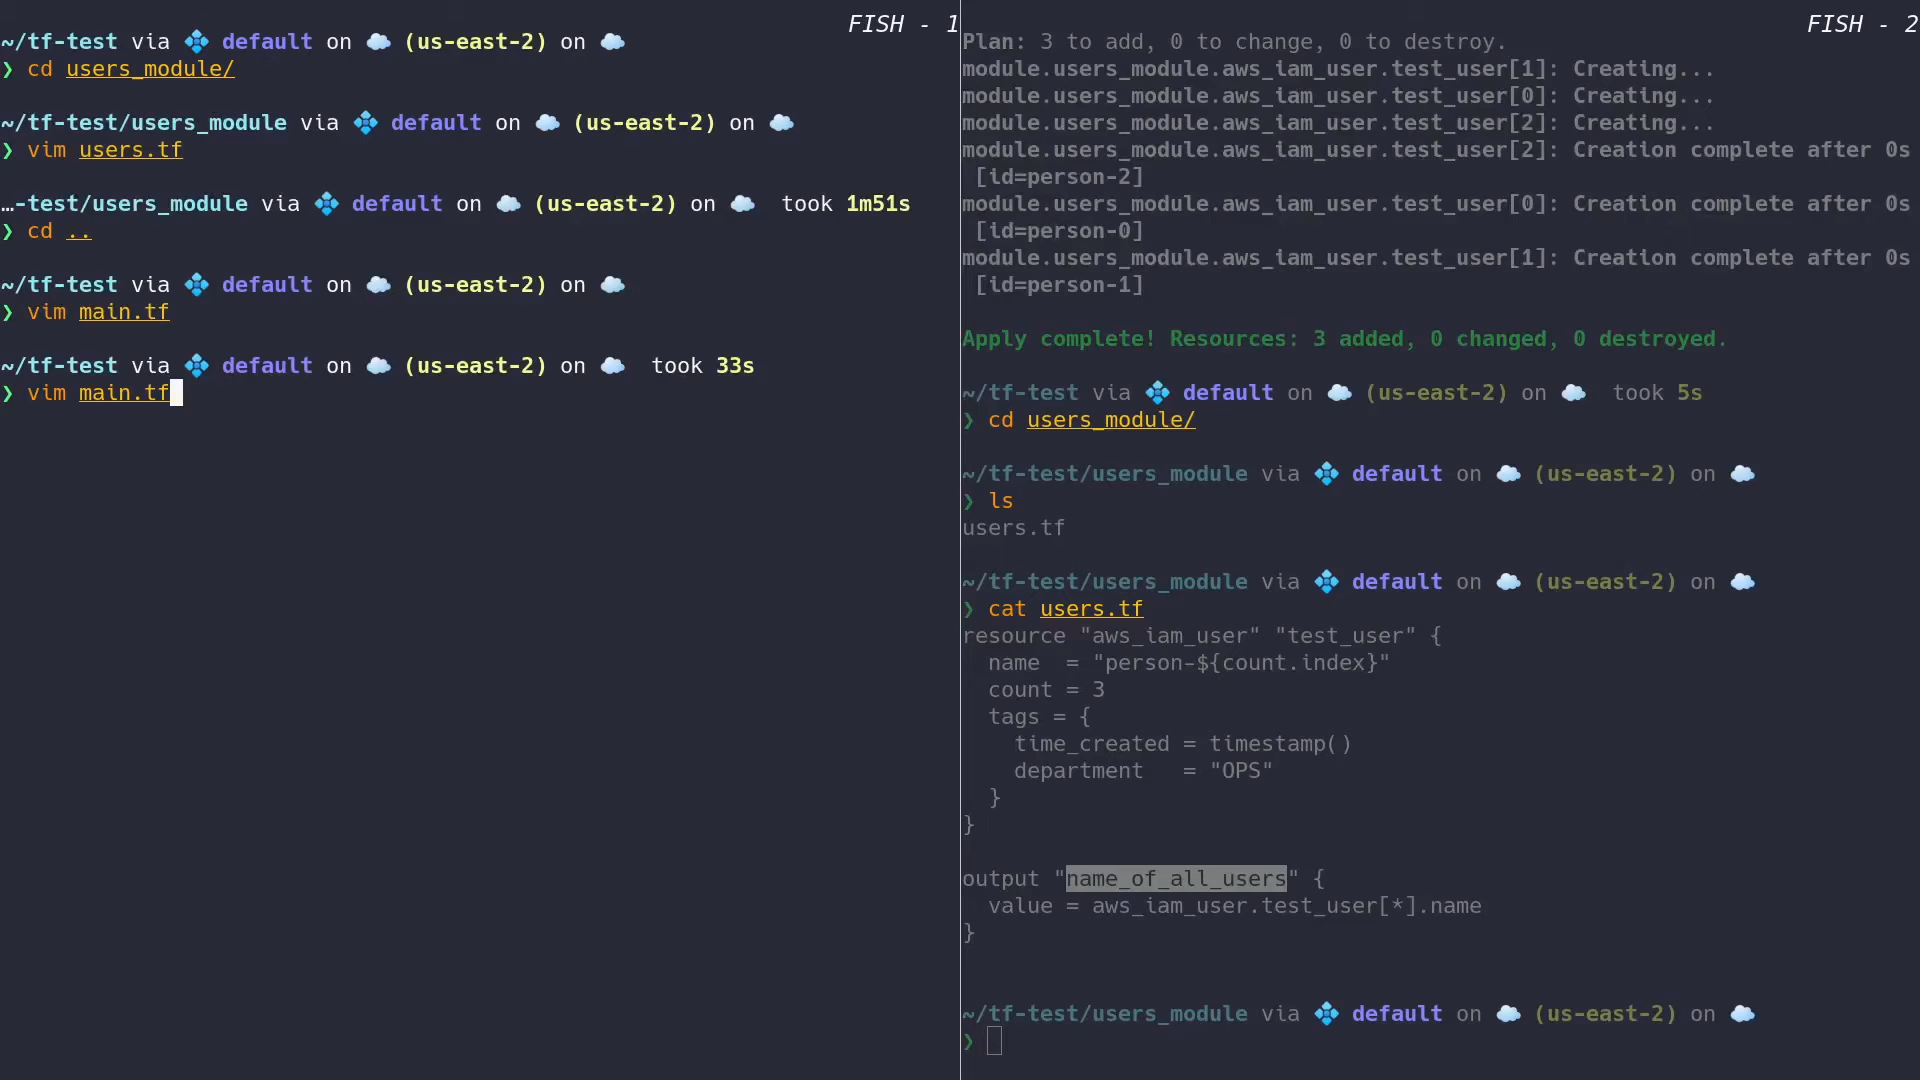 FISH - 1
~/tf-test via 💠 default on ☁️ (us-east-2) on ☁️
❯ cd users_module/
~/tf-test/users_module via 💠 default on ☁️ (us-east-2) on ☁️
❯ vim users.tf
…-test/users_module via 💠 default on ☁️ (us-east-2) on ☁️ took 1m51s
❯ cd ..
~/tf-test via 💠 default on ☁️ (us-east-2) on ☁️
❯ vim main.tf
~/tf-test via 💠 default on ☁️ (us-east-2) on ☁️ took 33s
❯ vim main.tf
FISH - 2
Plan: 3 to add, 0 to change, 0 to destroy.
module.users_module.aws_iam_user.test_user[1]: Creating...
module.users_module.aws_iam_user.test_user[0]: Creating...
module.users_module.aws_iam_user.test_user[2]: Creating...
module.users_module.aws_iam_user.test_user[2]: Creation complete after 0s
[id=person-2]
module.users_module.aws_iam_user.test_user[0]: Creation complete after 0s
[id=person-0]
module.users_module.aws_iam_user.test_user[1]: Creation complete after 0s
[id=person-1]
Apply complete! Resources: 3 added, 0 changed, 0 destroyed.
~/tf-test via 💠 default on ☁️ (us-east-2) on ☁️ took 5s
❯ cd users_module/
~/tf-test/users_module via 💠 default on ☁️ (us-east-2) on ☁️
❯ ls
users.tf
~/tf-test/users_module via 💠 default on ☁️ (us-east-2) on ☁️
❯ cat users.tf
resource "aws_iam_user" "test_user" {
  name  = "person-${count.index}"
  count = 3
  tags = {
    time_created = timestamp()
    department   = "OPS"
  }
}
output "name_of_all_users" {
  value = aws_iam_user.test_user[*].name
}
~/tf-test/users_module via 💠 default on ☁️ (us-east-2) on ☁️
❯